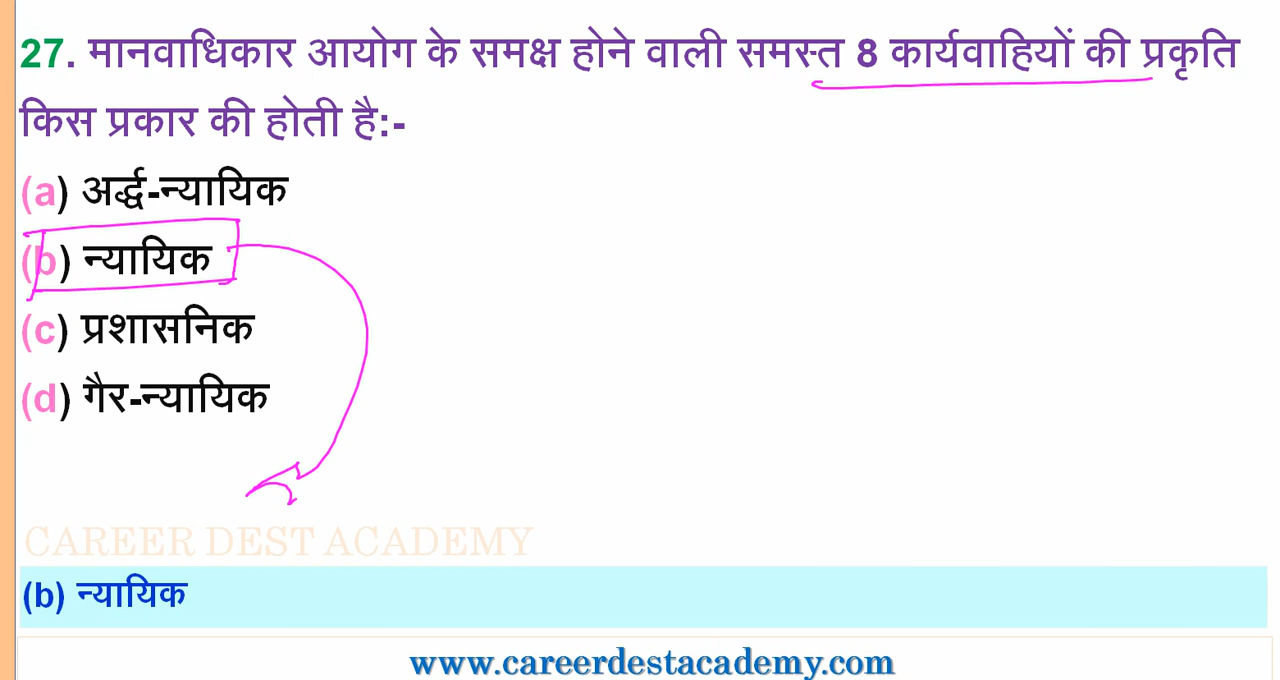 27. मानवाधिकार आयोग के समक्ष होने वाली समस्त 8 कार्यवाहियों की प्रकृति
किस प्रकार की होती है:-
(a) अर्द्ध-न्यायिक
(b) न्यायिक
(c) प्रशासनिक
(d) गैर-न्यायिक
CAREER DEST ACADEMY
(b) न्यायिक
www.careerdestacademy.com